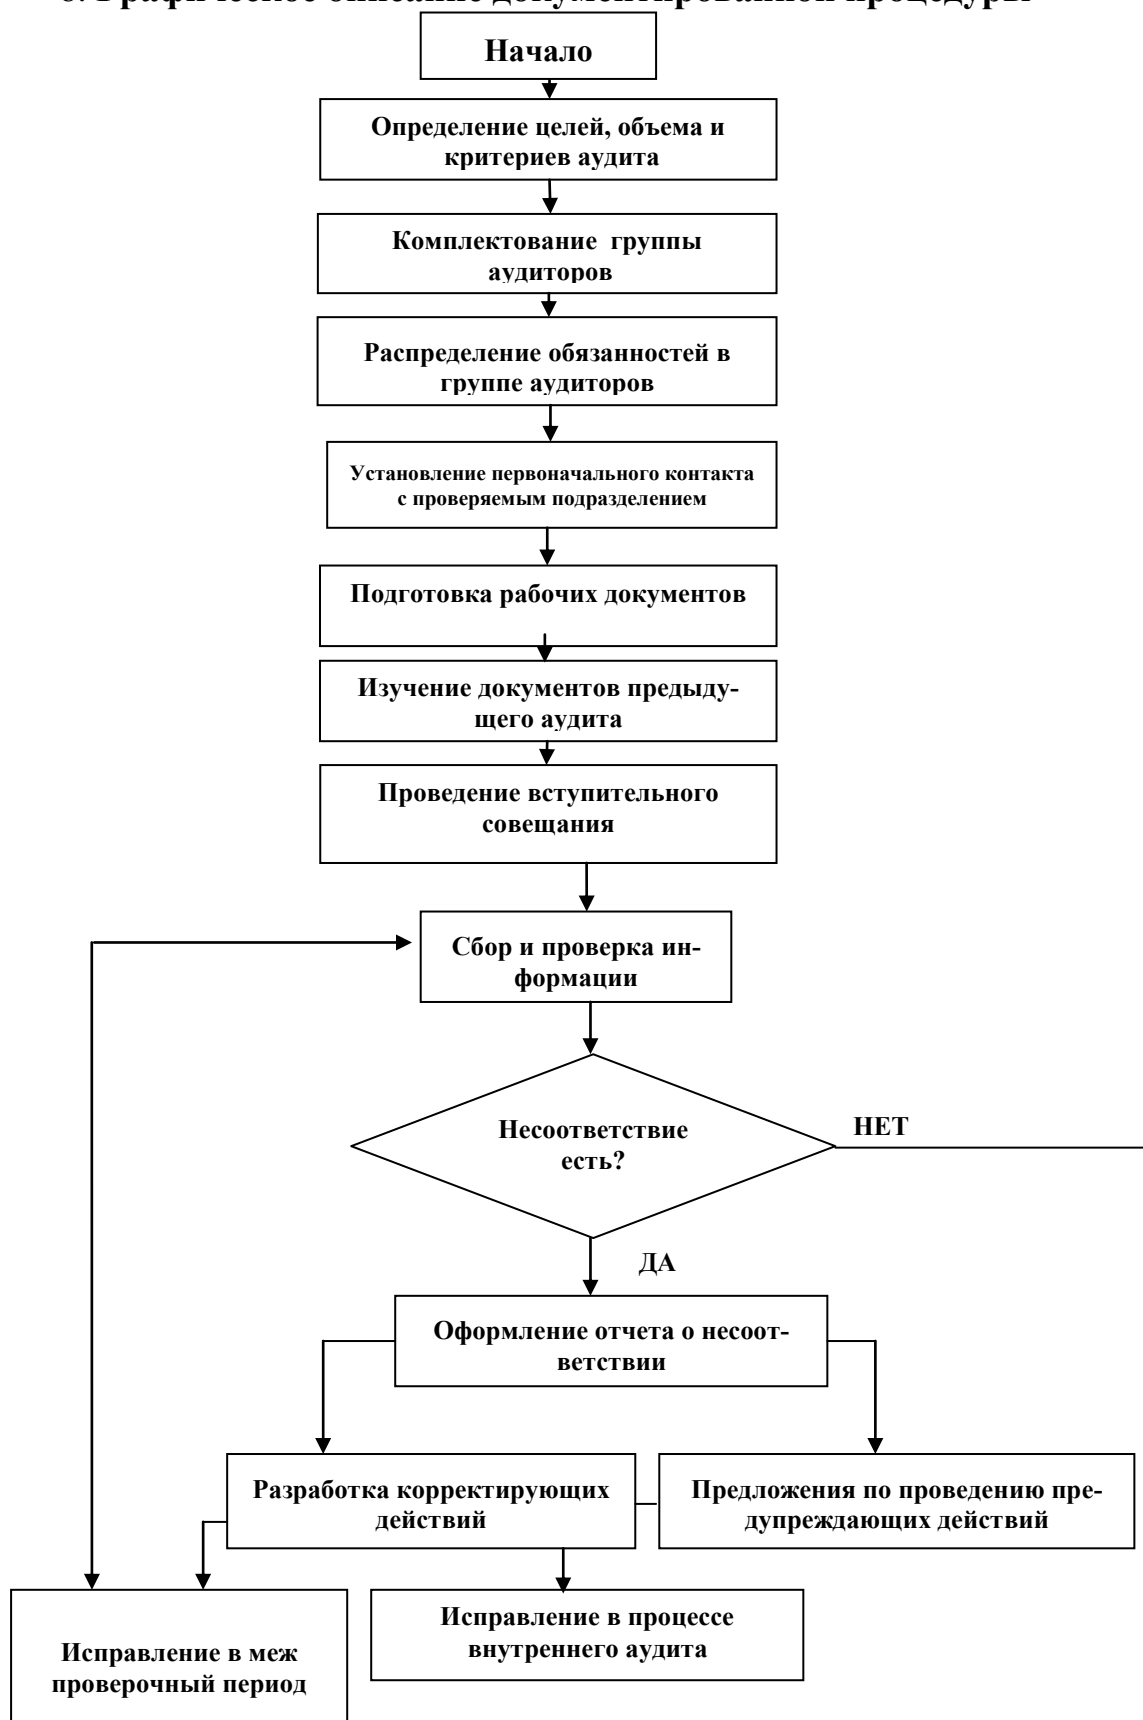 описание документированной процедуры
Начало
Определение целей, объема и
критериев аудита
Комплектование группы
аудиторов
Распределение обязанностей в
группе аудиторов
Установление первоначального контакта
с проверяемым подразделением
Подготовка рабочих документов
Изучение документов предыду-
щего аудита
Проведение вступительного
совещания
Сбор и проверка ин-
формации
Несоответствие
есть?
НЕТ
ДА
Оформление отчета о несоот-
ветствии
Разработка корректирующих
действий
Предложения по проведению пре-
дупреждающих действий
Исправление в процессе
внутреннего аудита
Исправление в меж
проверочный период